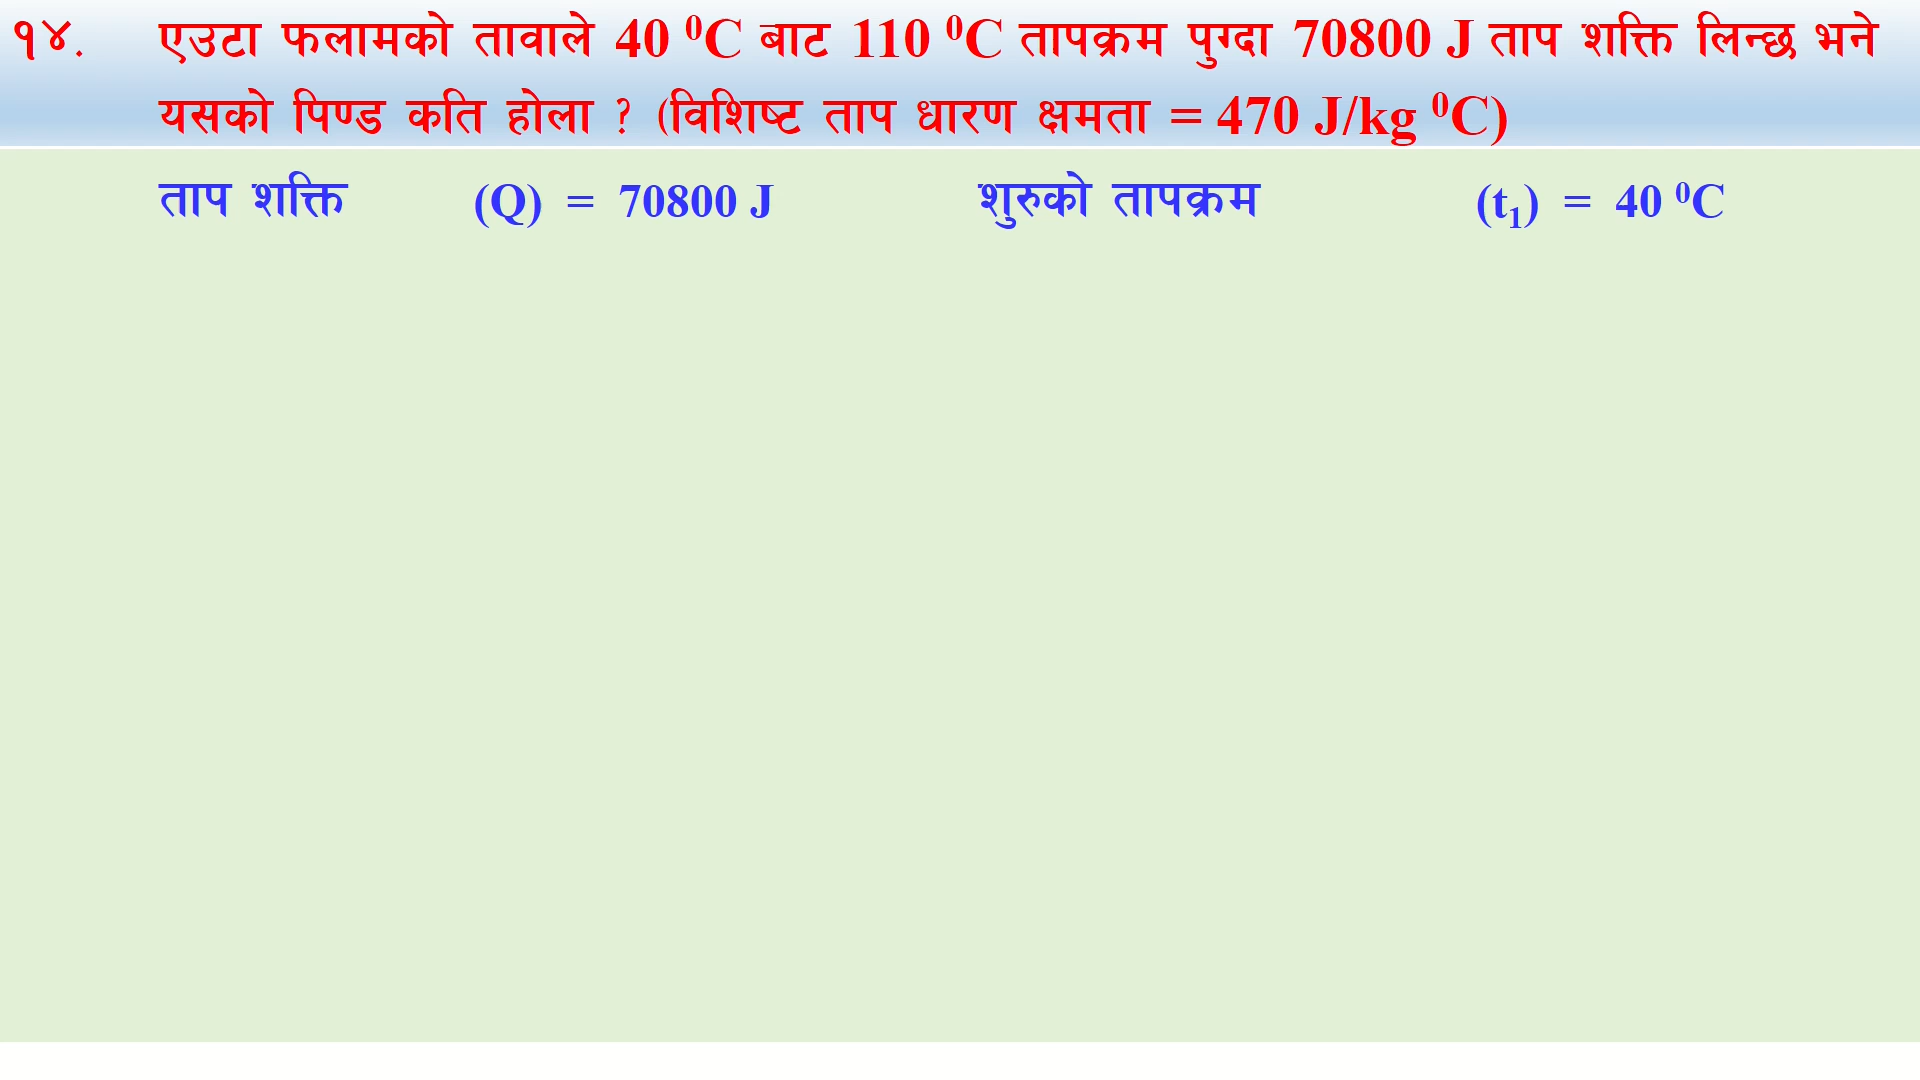 १४. एउटा फलामको तावाले 40 ⁰C बाट 110 ⁰C तापक्रम पुग्दा 70800 J ताप शक्ति लिन्छ भने
यसको पिण्ड कति होला ? (विशिष्ट ताप धारण क्षमता = 470 J/kg ⁰C)
ताप शक्ति (Q) = 70800 J शुरुको तापक्रम (t₁) = 40 ⁰C